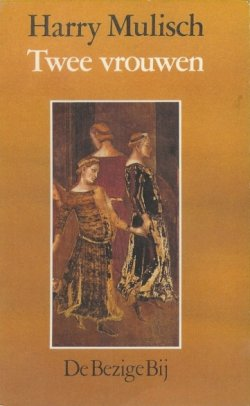 Harry Mulisch
Twee vrouwen
De Bezige Bij